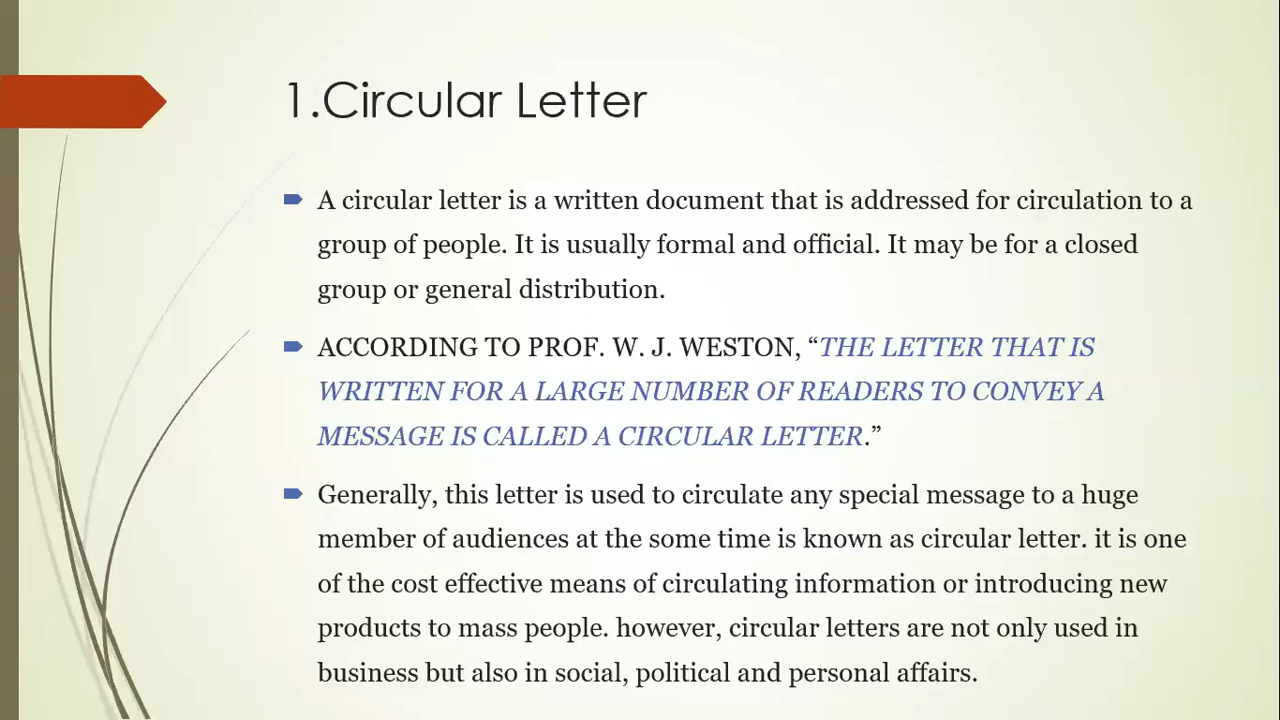 1.Circular Letter
A circular letter is a written document that is addressed for circulation to a
group of people. It is usually formal and official. It may be for a closed
group or general distribution.
ACCORDING TO PROF. W. J. WESTON, “THE LETTER THAT IS
WRITTEN FOR A LARGE NUMBER OF READERS TO CONVEY A
MESSAGE IS CALLED A CIRCULAR LETTER.”
Generally, this letter is used to circulate any special message to a huge
member of audiences at the some time is known as circular letter. it is one
of the cost effective means of circulating information or introducing new
products to mass people. however, circular letters are not only used in
business but also in social, political and personal affairs.